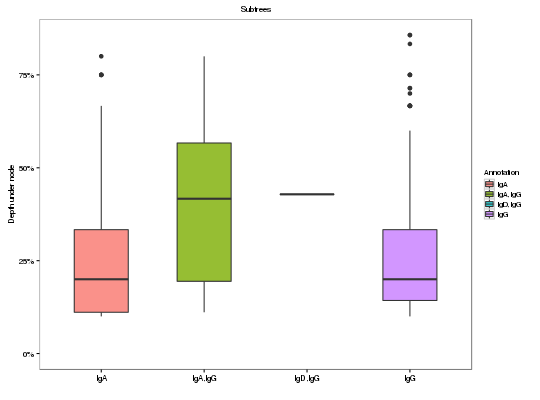 Subtrees
Depth under node
75%
50%
25%
0%
IgA
IgA.IgG
IgD.IgG
IgG
Annotation
IgA
IgA.IgG
IgD.IgG
IgG